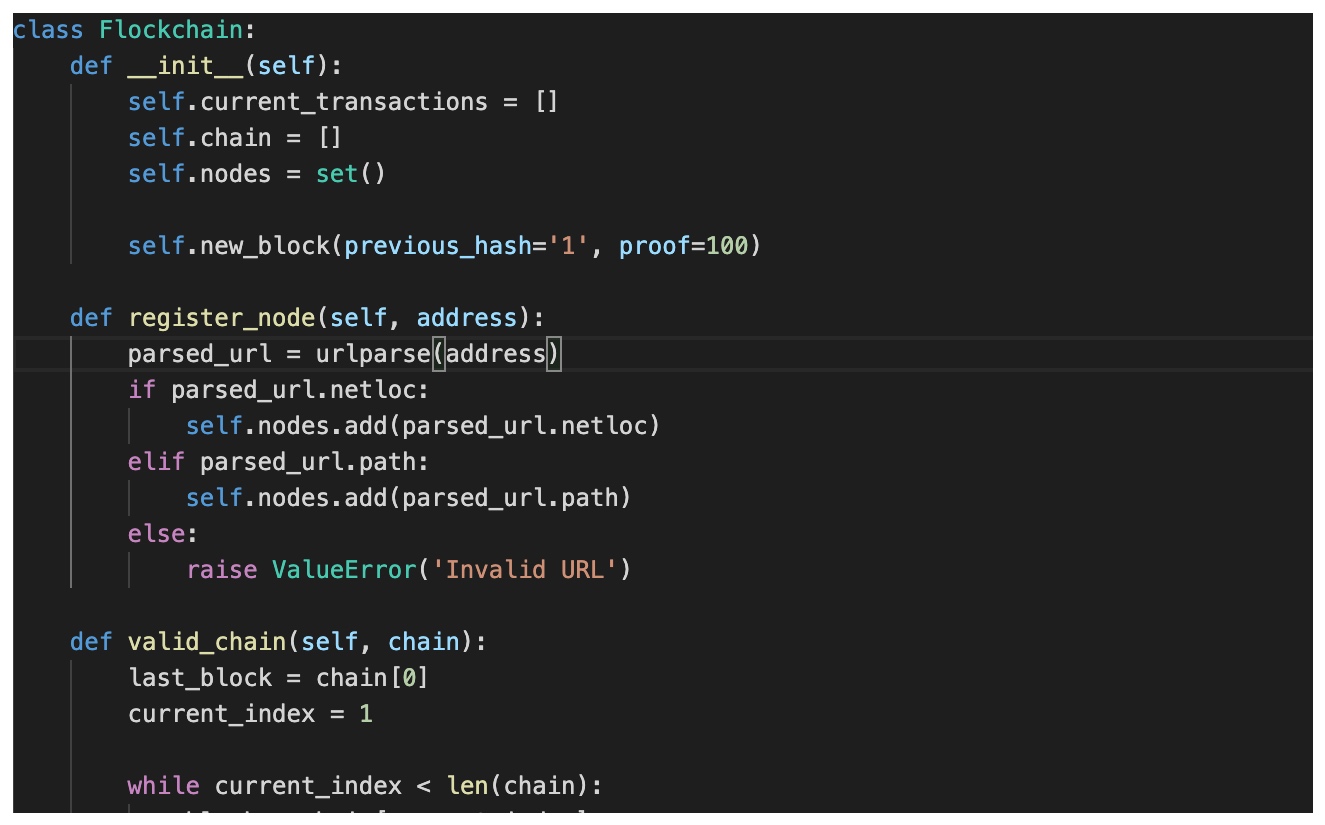 class Flockchain:
    def __init__(self):
        self.current_transactions = []
        self.chain = []
        self.nodes = set()

        self.new_block(previous_hash='1', proof=100)

    def register_node(self, address):
        parsed_url = urlparse(address)
        if parsed_url.netloc:
            self.nodes.add(parsed_url.netloc)
        elif parsed_url.path:
            self.nodes.add(parsed_url.path)
        else:
            raise ValueError('Invalid URL')

    def valid_chain(self, chain):
        last_block = chain[0]
        current_index = 1

        while current_index < len(chain):